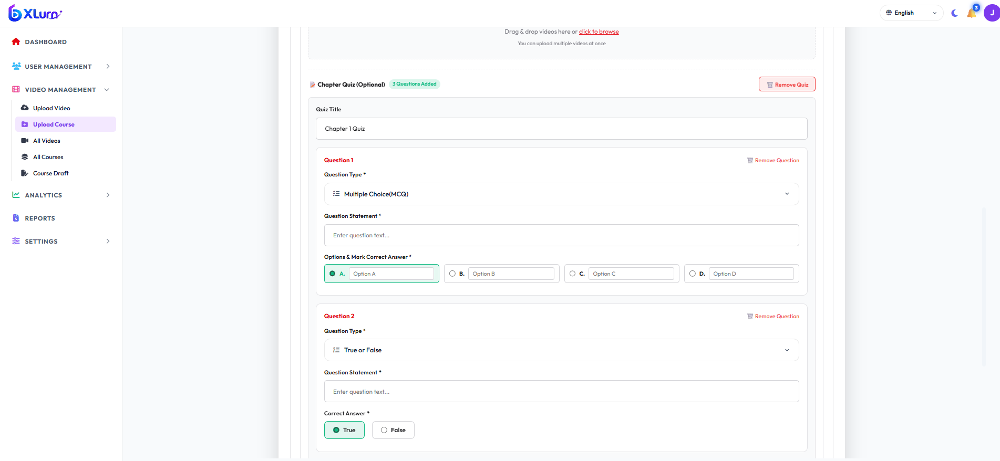 XLurn
English
3
J
DASHBOARD
USER MANAGEMENT
VIDEO MANAGEMENT
Upload Video
Upload Course
All Videos
All Courses
Course Draft
ANALYTICS
REPORTS
SETTINGS
Drag & drop videos here or click to browse
You can upload multiple videos at once
Chapter Quiz (Optional) 3 Questions Added
Remove Quiz
Quiz Title
Chapter 1 Quiz
Question 1
Remove Question
Question Type *
Multiple Choice(MCQ)
Question Statement *
Enter question text...
Options & Mark Correct Answer *
A. Option A
B. Option B
C. Option C
D. Option D
Question 2
Remove Question
Question Type *
True or False
Question Statement *
Enter question text...
Correct Answer *
True
False